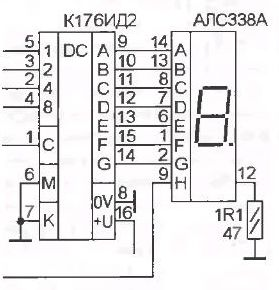 К176ИД2 АЛС338А
5 1 DC A 9 14 A
3 2 B 10 13 B
2 4 C 11 8 C
4 8 D 12 7 D
E 13 6 E
1 C F 15 1 F
G 14 2 G
6 M 9 H 12
0V 8
7 K +U 16
1R1
47